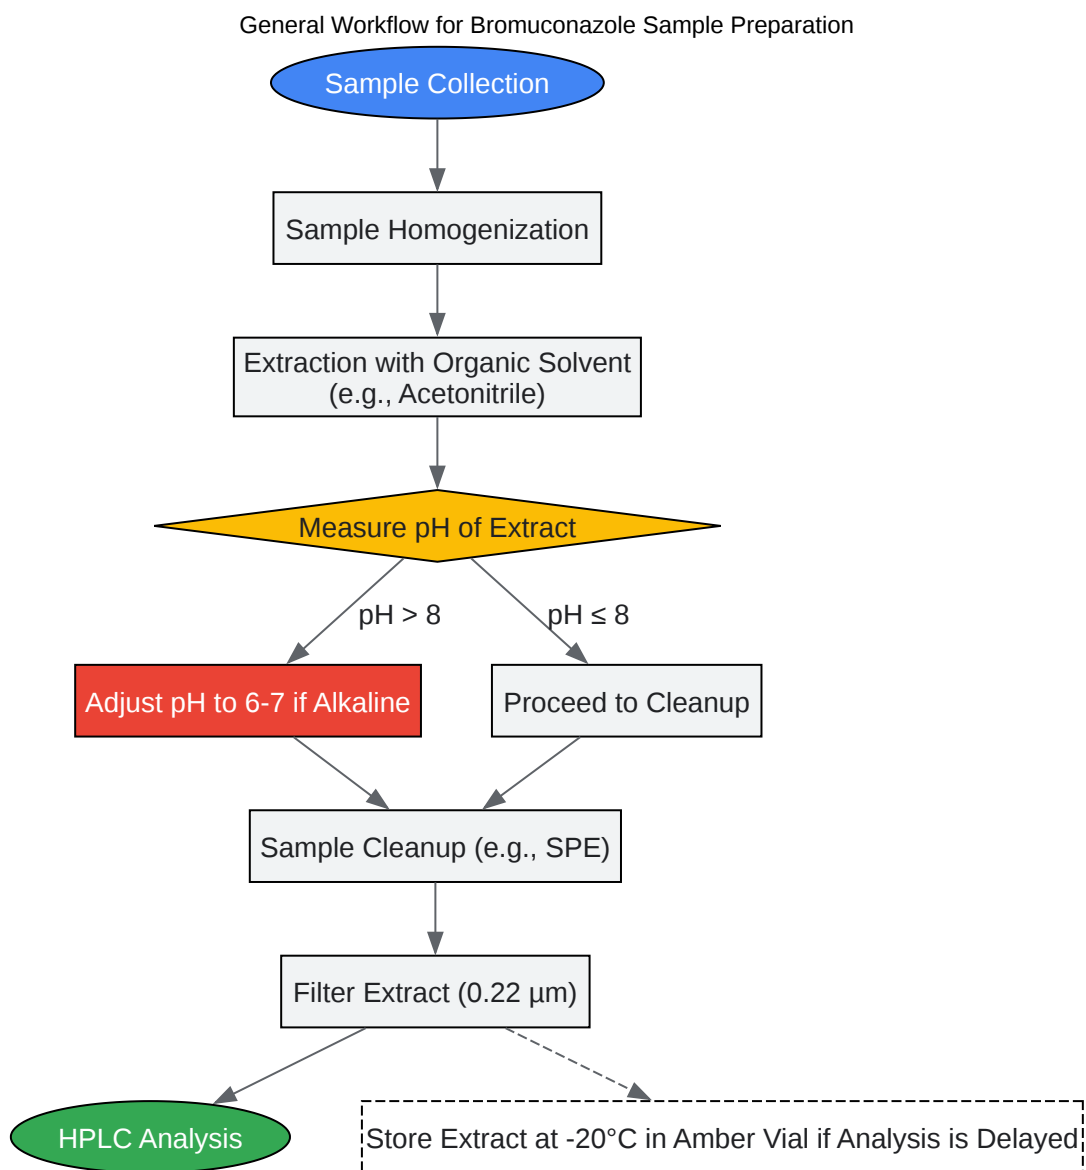 General Workflow for Bromuconazole Sample Preparation
Sample Collection
Sample Homogenization
Extraction with Organic Solvent
(e.g., Acetonitrile)
Measure pH of Extract
pH > 8
pH ≤ 8
Adjust pH to 6-7 if Alkaline
Proceed to Cleanup
Sample Cleanup (e.g., SPE)
Filter Extract (0.22 µm)
HPLC Analysis
Store Extract at -20°C in Amber Vial if Analysis is Delayed